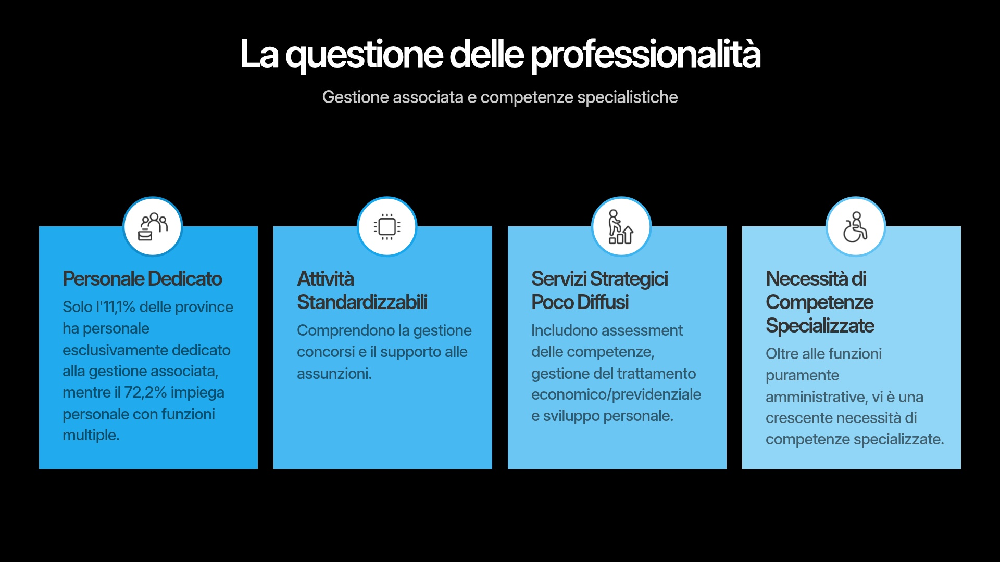 La questione delle professionalità
Gestione associata e competenze specialistiche
Personale Dedicato
Solo l'11,1% delle province
ha personale
esclusivamente dedicato
alla gestione associata,
mentre il 72,2% impiega
personale con funzioni
multiple.
Attività
Standardizzabili
Comprendono la gestione
concorsi e il supporto alle
assunzioni.
Servizi Strategici
Poco Diffusi
Includono assessment
delle competenze,
gestione del trattamento
economico/previdenziale
e sviluppo personale.
Necessità di
Competenze
Specializzate
Oltre alle funzioni
puramente
amministrative, vi è una
crescente necessità di
competenze specializzate.